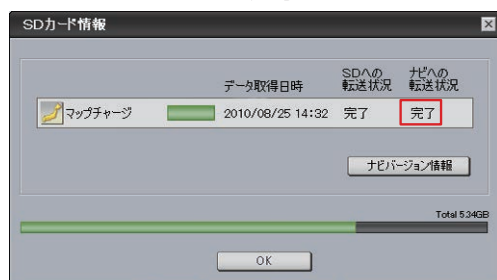 SDカード情報
データ取得日時
SDへの
転送状況
ナビへの
転送状況
マップチャージ 2010/08/25 14:32 完了 完了
ナビバージョン情報
Total 5.34GB
OK